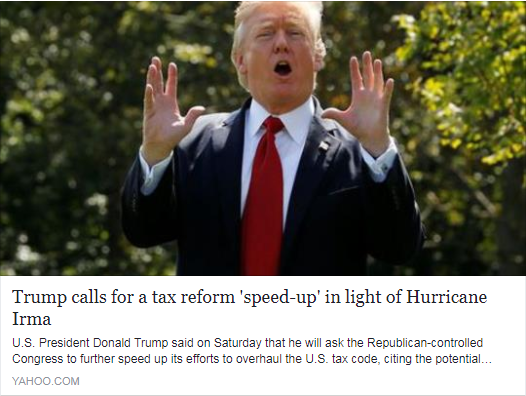 Trump calls for a tax reform 'speed-up' in light of Hurricane
Irma
U.S. President Donald Trump said on Saturday that he will ask the Republican-controlled
Congress to further speed up its efforts to overhaul the U.S. tax code, citing the potential...
YAHOO.COM